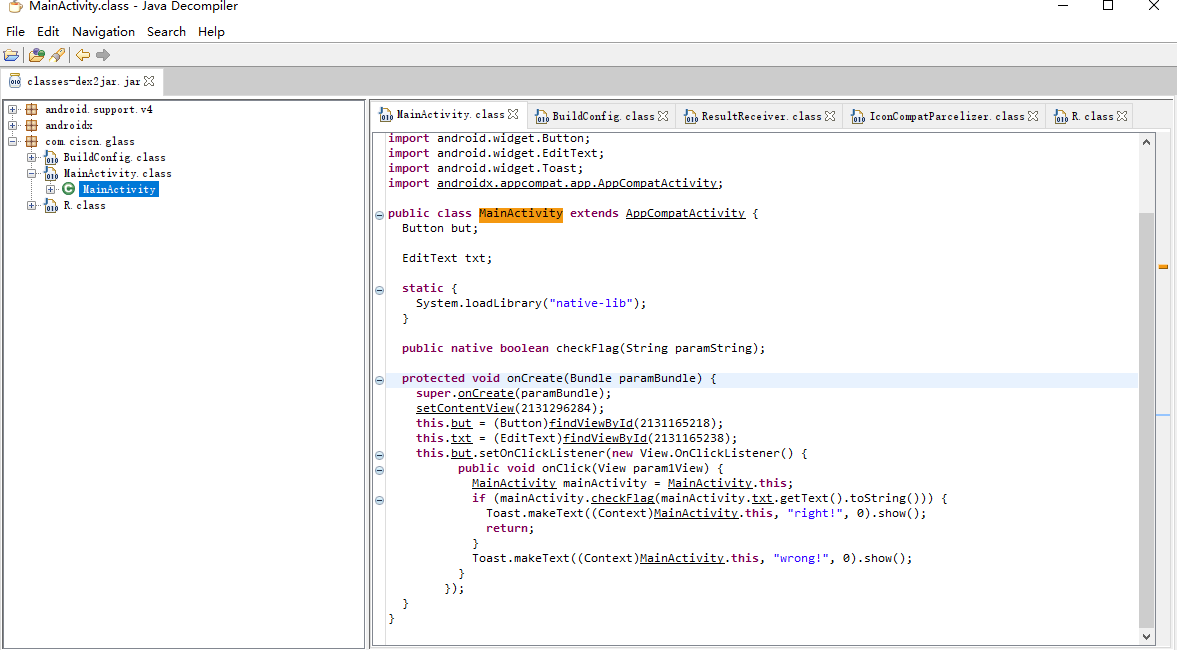 MainActivity.class - Java Decompiler
File Edit Navigation Search Help
classes-dex2jar.jar
android.support.v4
androidx
com.ciscn.glass
BuildConfig.class
MainActivity.class
MainActivity
R.class
MainActivity.class BuildConfig.class ResultReceiver.class IconCompatParcelizer.class R.class
import android.widget.Button;
import android.widget.EditText;
import android.widget.Toast;
import androidx.appcompat.app.AppCompatActivity;
public class MainActivity extends AppCompatActivity {
Button but;
EditText txt;
static {
System.loadLibrary("native-lib");
}
public native boolean checkFlag(String paramString);
protected void onCreate(Bundle paramBundle) {
super.onCreate(paramBundle);
setContentView(2131296284);
this.but = (Button)findViewById(2131165218);
this.txt = (EditText)findViewById(2131165238);
this.but.setOnClickListener(new View.OnClickListener() {
public void onClick(View param1View) {
MainActivity mainActivity = MainActivity.this;
if (mainActivity.checkFlag(mainActivity.txt.getText().toString())) {
Toast.makeText((Context)MainActivity.this, "right!", 0).show();
return;
}
Toast.makeText((Context)MainActivity.this, "wrong!", 0).show();
}
});
}
}